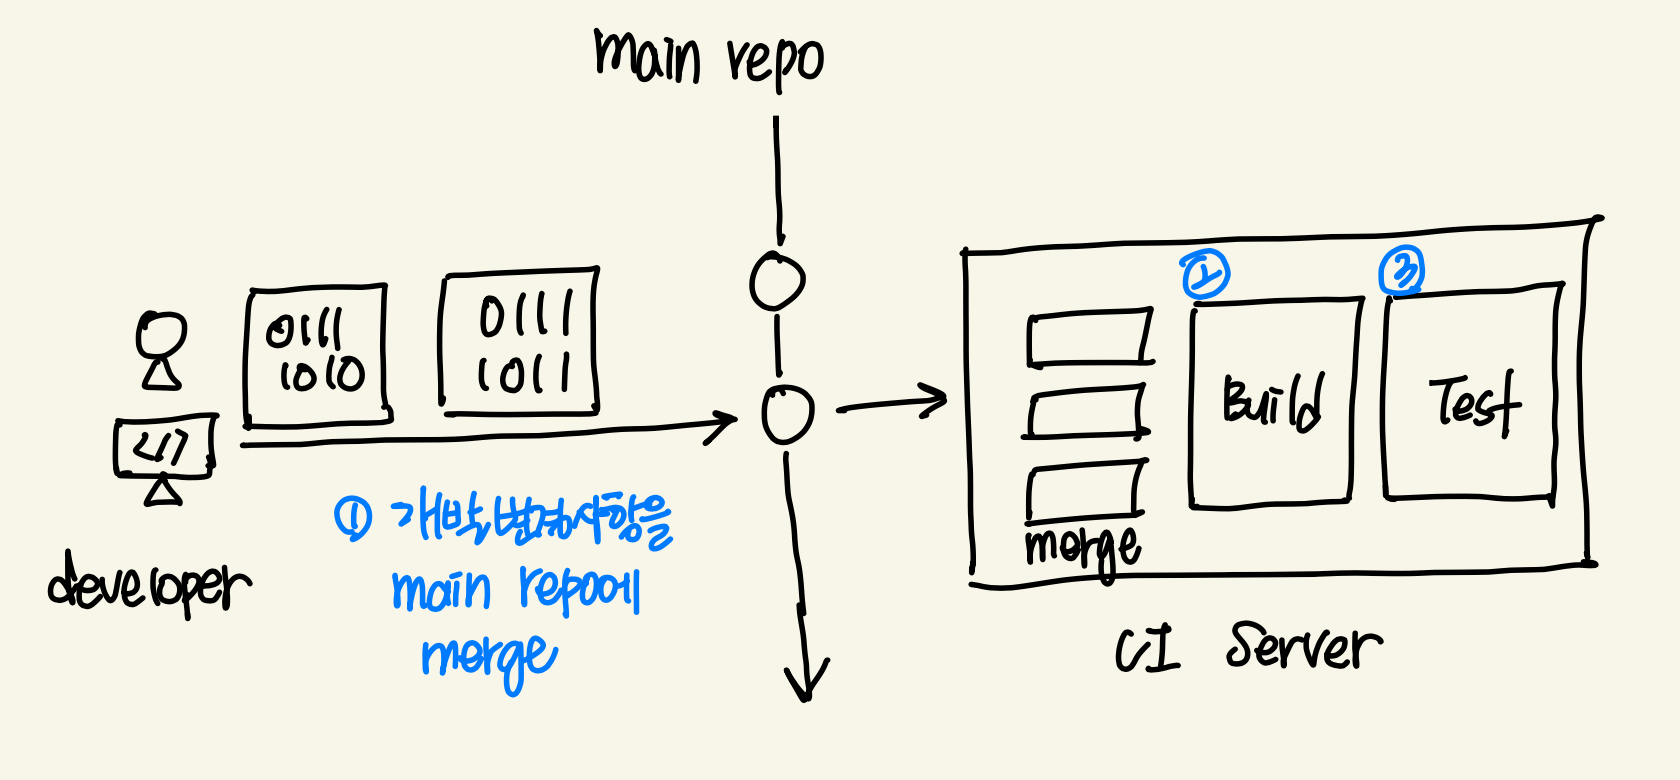 main repo
0111
1010
0111
1011
</>
developer
① 개발,변경사항을
main repo에
merge
merge
②
Build
③
Test
CI Server